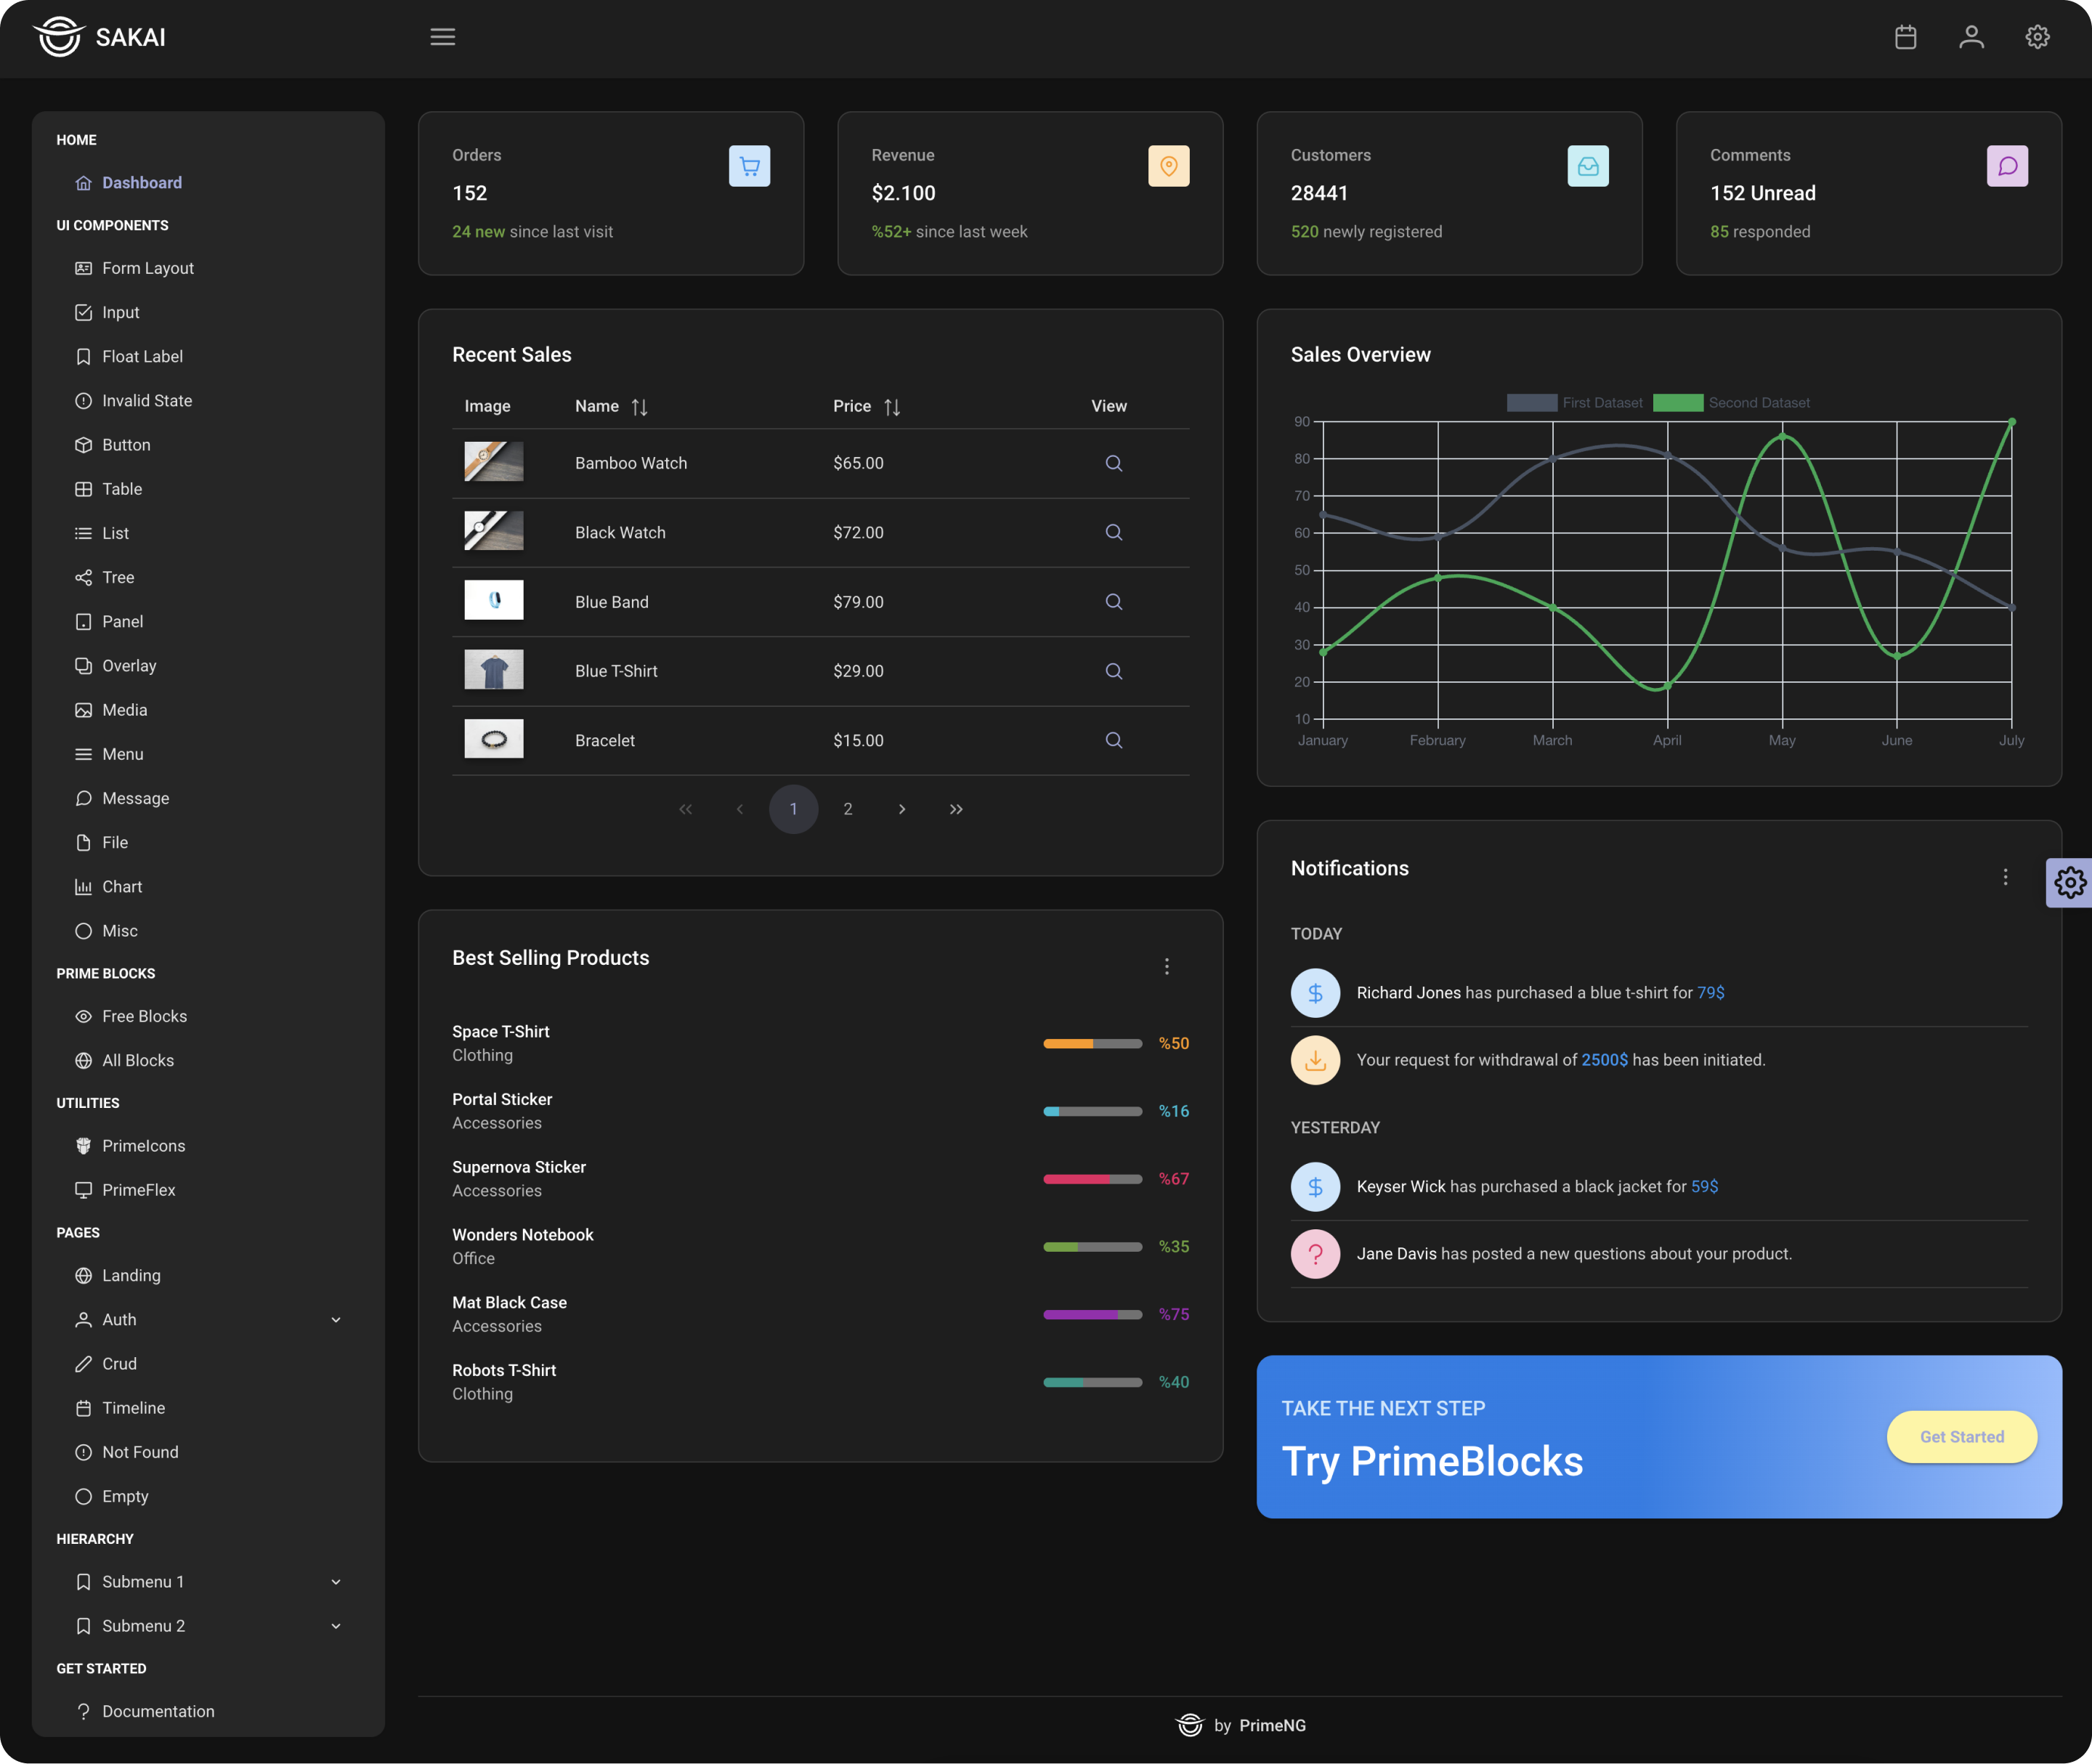 SAKAI
HOME
Dashboard
UI COMPONENTS
Form Layout
Input
Float Label
Invalid State
Button
Table
List
Tree
Panel
Overlay
Media
Menu
Message
File
Chart
Misc
PRIME BLOCKS
Free Blocks
All Blocks
UTILITIES
PrimeIcons
PrimeFlex
PAGES
Landing
Auth
Crud
Timeline
Not Found
Empty
HIERARCHY
Submenu 1
Submenu 2
GET STARTED
Documentation
Orders
152
24 new since last visit
Revenue
$2.100
%52+ since last week
Customers
28441
520 newly registered
Comments
152 Unread
85 responded
Recent Sales
Image Name Price View
Bamboo Watch $65.00
Black Watch $72.00
Blue Band $79.00
Blue T-Shirt $29.00
Bracelet $15.00
1 2
Best Selling Products
Space T-Shirt
Clothing
%50
Portal Sticker
Accessories
%16
Supernova Sticker
Accessories
%67
Wonders Notebook
Office
%35
Mat Black Case
Accessories
%75
Robots T-Shirt
Clothing
%40
Sales Overview
First Dataset Second Dataset
90
80
70
60
50
40
30
20
10
January February March April May June July
Notifications
TODAY
Richard Jones has purchased a blue t-shirt for 79$
Your request for withdrawal of 2500$ has been initiated.
YESTERDAY
Keyser Wick has purchased a black jacket for 59$
Jane Davis has posted a new questions about your product.
TAKE THE NEXT STEP
Try PrimeBlocks
Get Started
by PrimeNG